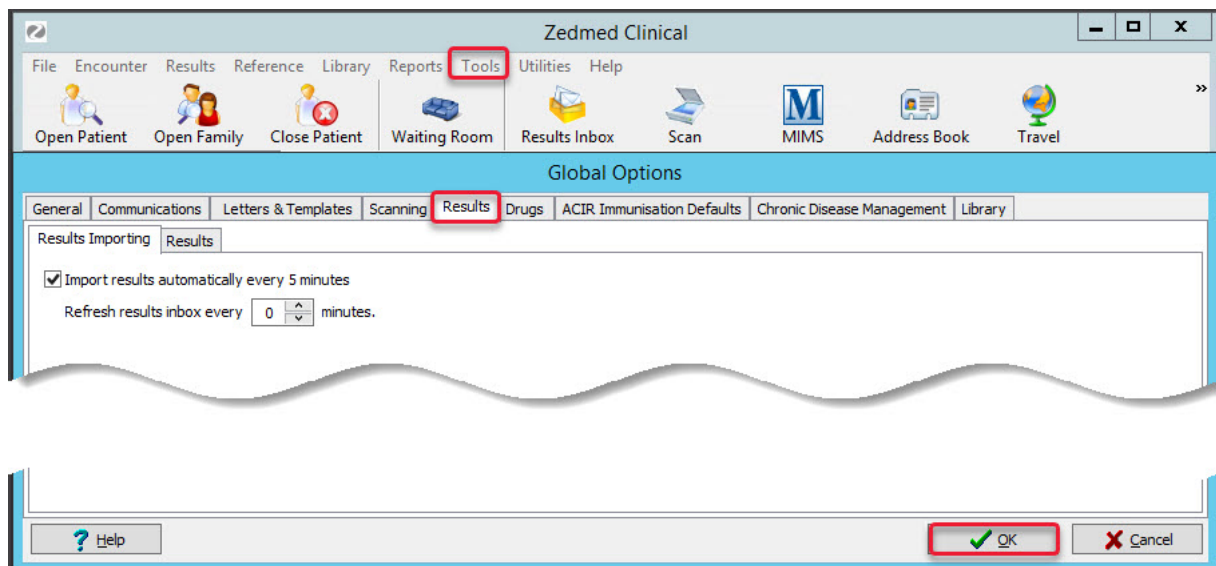 Zedmed Clinical
File Encounter Results Reference Library Reports Tools Utilities Help
Open Patient Open Family Close Patient Waiting Room Results Inbox Scan MIMS Address Book Travel
Global Options
General Communications Letters & Templates Scanning Results Drugs ACIR Immunisation Defaults Chronic Disease Management Library
Results Importing Results
Import results automatically every 5 minutes
Refresh results inbox every 0 minutes.
Help OK Cancel